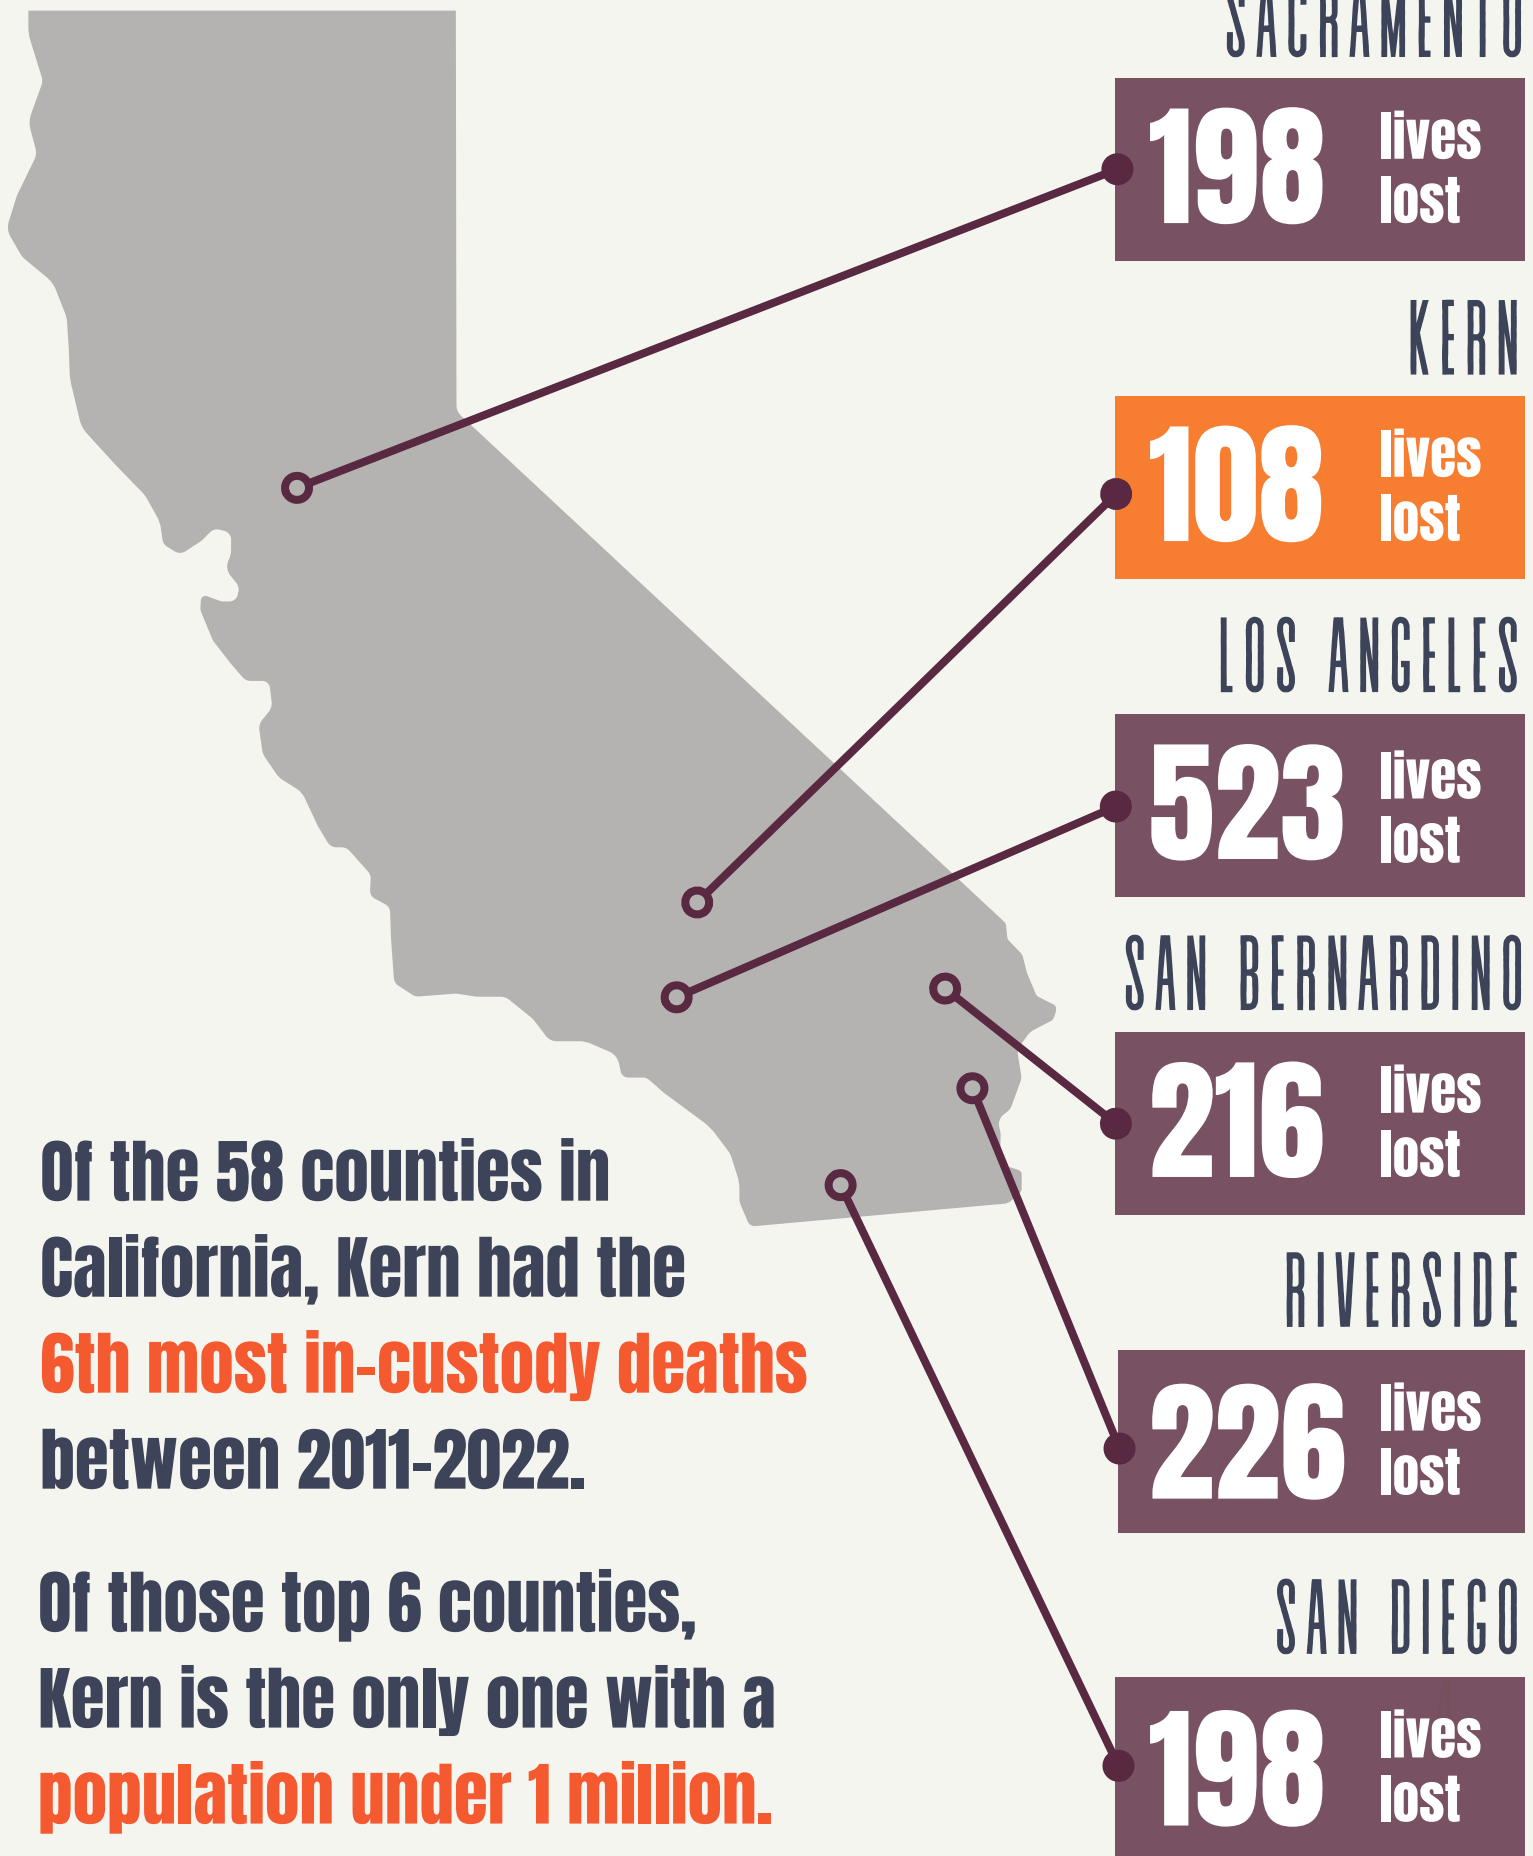 SACRAMENTO
198 lives lost
KERN
108 lives lost
LOS ANGELES
523 lives lost
SAN BERNARDINO
216 lives lost
RIVERSIDE
226 lives lost
SAN DIEGO
198 lives lost
Of the 58 counties in
California, Kern had the
6th most in-custody deaths
between 2011-2022.
Of those top 6 counties,
Kern is the only one with a
population under 1 million.